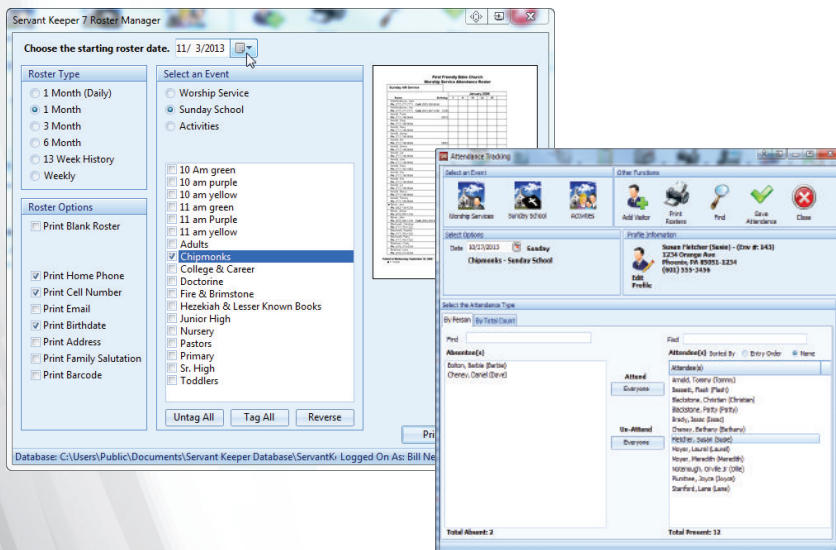 Servant Keeper 7 Roster Manager
Choose the starting roster date. 11/ 3/2013
Roster Type
1 Month (Daily)
1 Month
3 Month
6 Month
13 Week History
Weekly
Roster Options
Print Blank Roster
Print Home Phone
Print Cell Number
Print Email
Print Birthdate
Print Address
Print Family Salutation
Print Barcode
Select an Event
Worship Service
Sunday School
Activities
10 Am green
10 am purple
10 am yellow
11 am green
11 am Purple
11 am yellow
Adults
Chipmonks
College & Career
Doctorine
Fire & Brimstone
Hezekiah & Lesser Known Books
Junior High
Nursery
Pastors
Primary
Sr. High
Toddlers
Untag All Tag All Reverse
First Friendly Bible Church
Worship Service Attendance Roster
Pri
Database: C:\Users\Public\Documents\Servant Keeper Database\ServantK Logged On As: Bill Ne
Attendance Tracking
Select an Event
Worship Services Sunday School Activities
Other Functions
Add Visitor Print Rosters Find Save Attendance Close
Select Options
Date 10/27/2013 Sunday
Chipmonks - Sunday School
Profile Information
Edit Profile
Susan Fletcher (Susie) - (Env #: 143)
1234 Orange Ave
Phoenix, PA 85051-1234
(601) 555-3456
Select the Attendance Type
By Person By Total Count
Find
Absentee(s)
Bolton, Barbie (Barbie)
Cheney, Daniel (Dave)
Total Absent: 2
Attend
Everyone
Un-Attend
Everyone
Find
Attendee(s) Sorted By Entry Order Name
Attendee(s)
Arnold, Tommy (Tommy)
Bassett, Flash (Flash)
Blackstone, Christian (Christian)
Blackstone, Patty (Patty)
Brady, Isaac (Isaac)
Cheney, Bethany (Bethany)
Fletcher, Susan (Susie)
Moyer, Laurel (Laurel)
Moyer, Meredith (Meredith)
Notenough, Orville Jr (Ollie)
Plumbee, Joyce (Joyce)
Stanford, Lana (Lana)
Total Present: 12